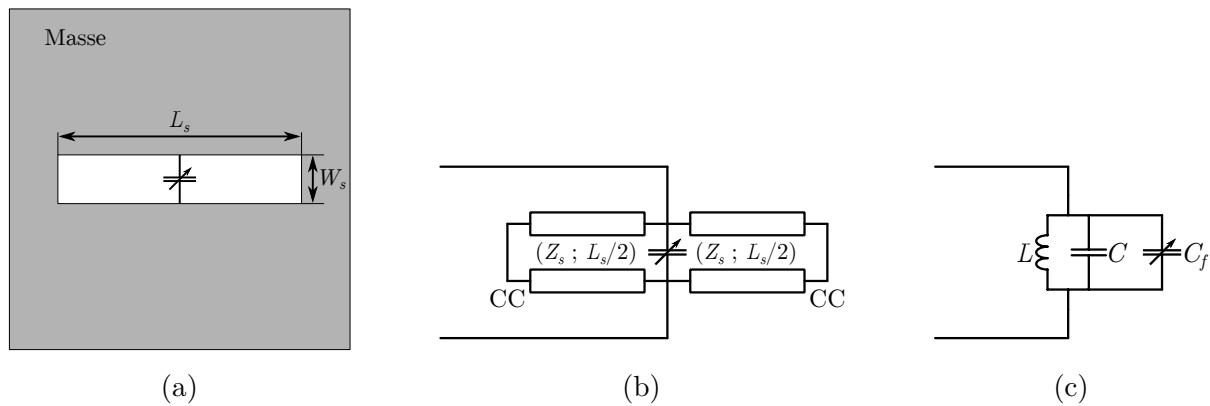 Masse
L_s
W_s
(Z_s ; L_s/2) (Z_s ; L_s/2)
CC CC
L C C_f
(a) (b) (c)